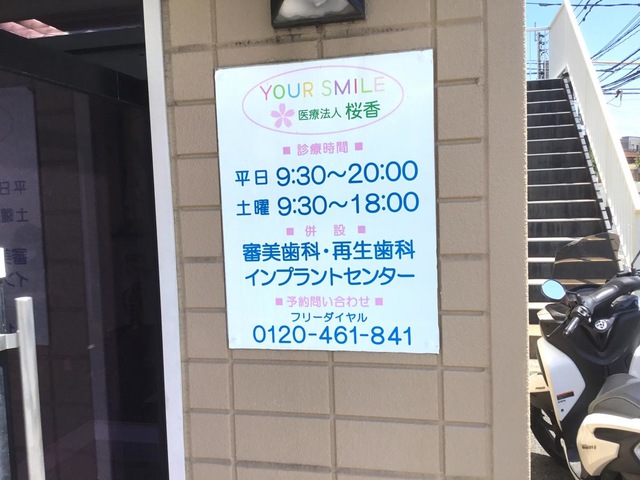 YOUR SMILE
医療法人 桜香
■ 診療時間 ■
平日 9:30～20:00
土曜 9:30～18:00
■ 併設 ■
審美歯科・再生歯科
インプラントセンター
■ 予約問い合わせ ■
フリーダイヤル
0120-461-841